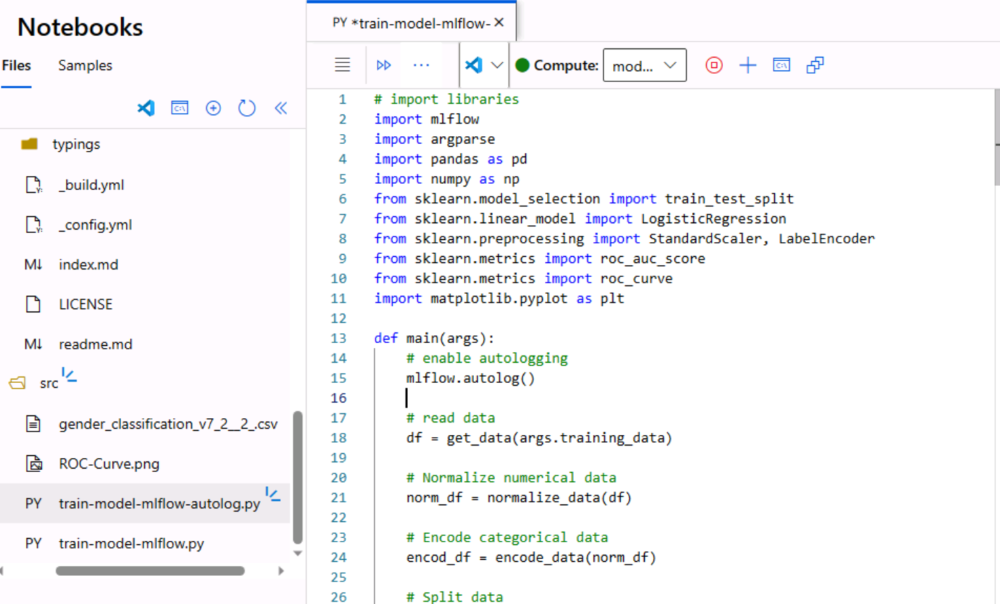 Notebooks
Files
Samples
typings
_build.yml
_config.yml
M↓ index.md
LICENSE
M↓ readme.md
src
gender_classification_v7_2__2_.csv
ROC-Curve.png
PY train-model-mlflow-autolog.py
PY train-model-mlflow.py
PY *train-model-mlflow- ×
Compute: mod...
1 # import libraries
2 import mlflow
3 import argparse
4 import pandas as pd
5 import numpy as np
6 from sklearn.model_selection import train_test_split
7 from sklearn.linear_model import LogisticRegression
8 from sklearn.preprocessing import StandardScaler, LabelEncoder
9 from sklearn.metrics import roc_auc_score
10 from sklearn.metrics import roc_curve
11 import matplotlib.pyplot as plt
12
13 def main(args):
14     # enable autologging
15     mlflow.autolog()
16
17     # read data
18     df = get_data(args.training_data)
19
20     # Normalize numerical data
21     norm_df = normalize_data(df)
22
23     # Encode categorical data
24     encod_df = encode_data(norm_df)
25
26     # Split data